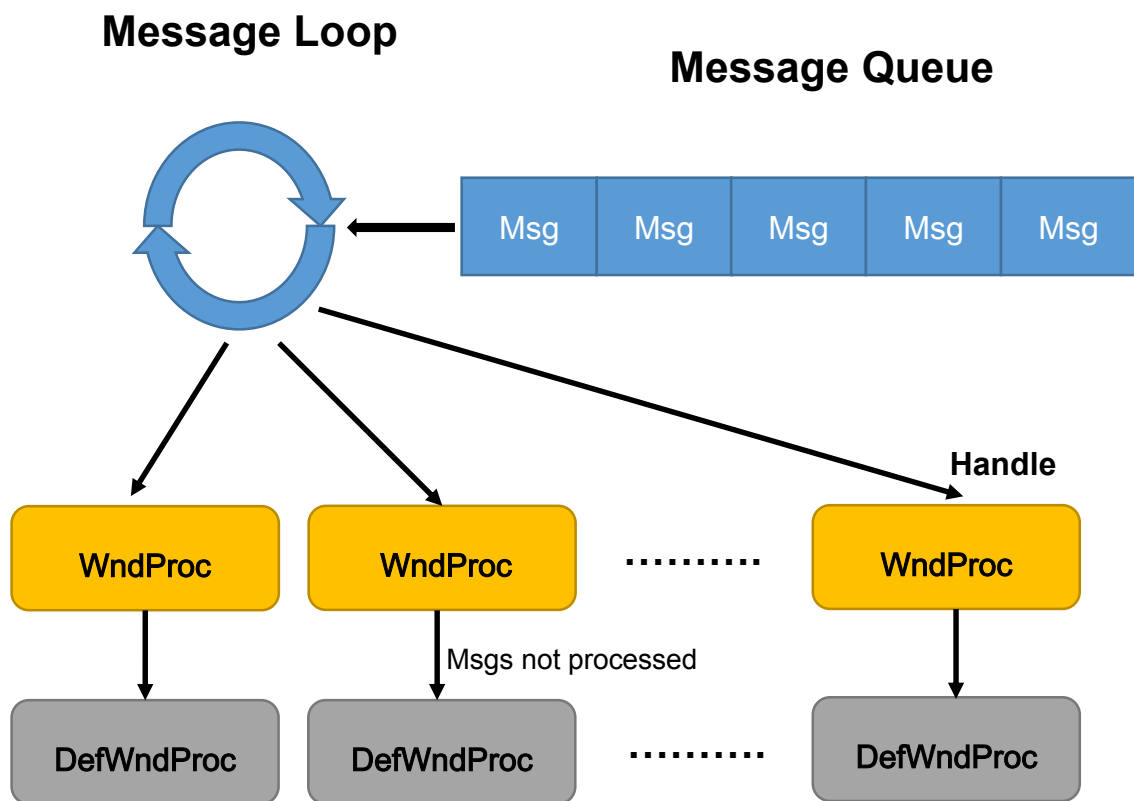 Message Loop
Message Queue
Msg Msg Msg Msg Msg
Handle
WndProc WndProc .......... WndProc
Msgs not processed
DefWndProc DefWndProc .......... DefWndProc